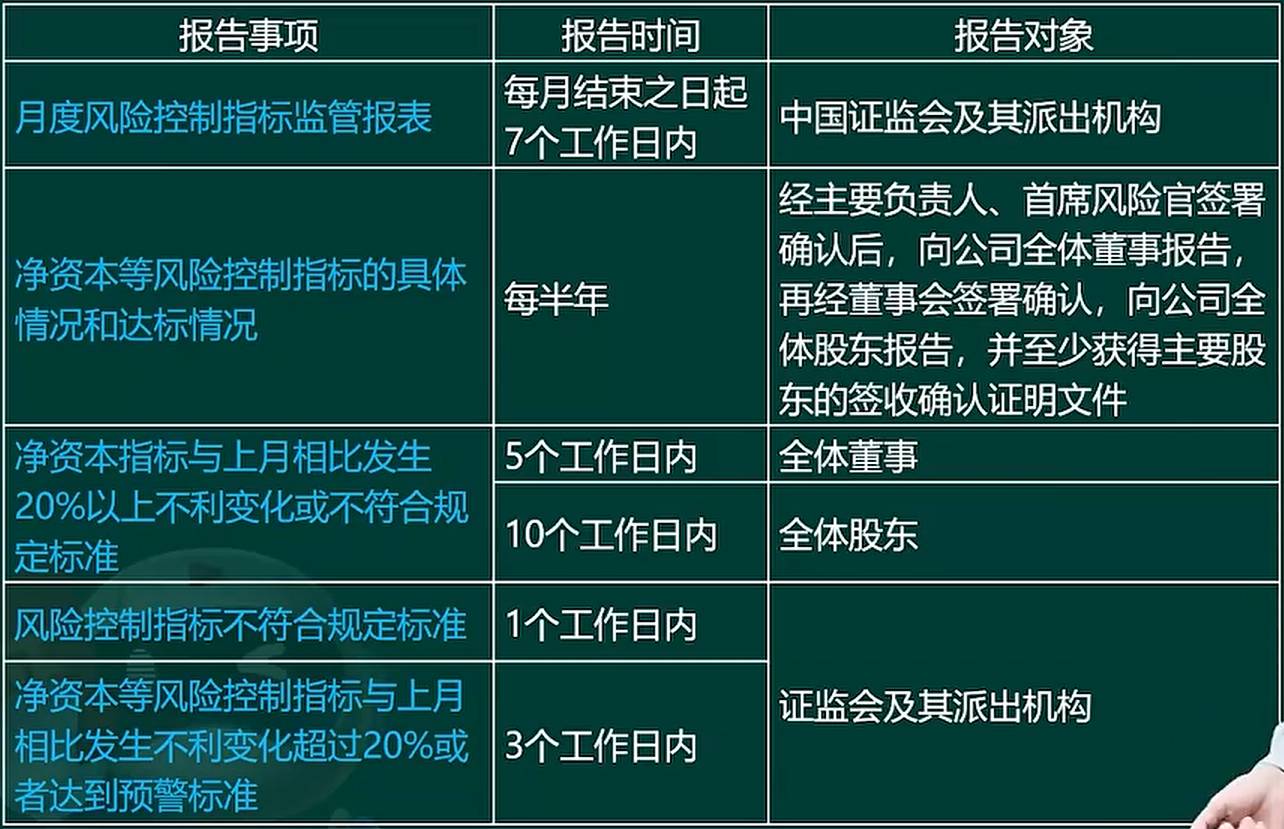 报告事项
报告时间
报告对象
月度风险控制指标监管报表
每月结束之日起
7个工作日内
中国证监会及其派出机构
净资本等风险控制指标的具体
情况和达标情况
每半年
经主要负责人、首席风险官签署
确认后，向公司全体董事报告，
再经董事会签署确认，向公司全
体股东报告，并至少获得主要股
东的签收确认证明文件
净资本指标与上月相比发生
20%以上不利变化或不符合规
定标准
5个工作日内
全体董事
10个工作日内
全体股东
风险控制指标不符合规定标准
1个工作日内
证监会及其派出机构
净资本等风险控制指标与上月
相比发生不利变化超过20%或
者达到预警标准
3个工作日内